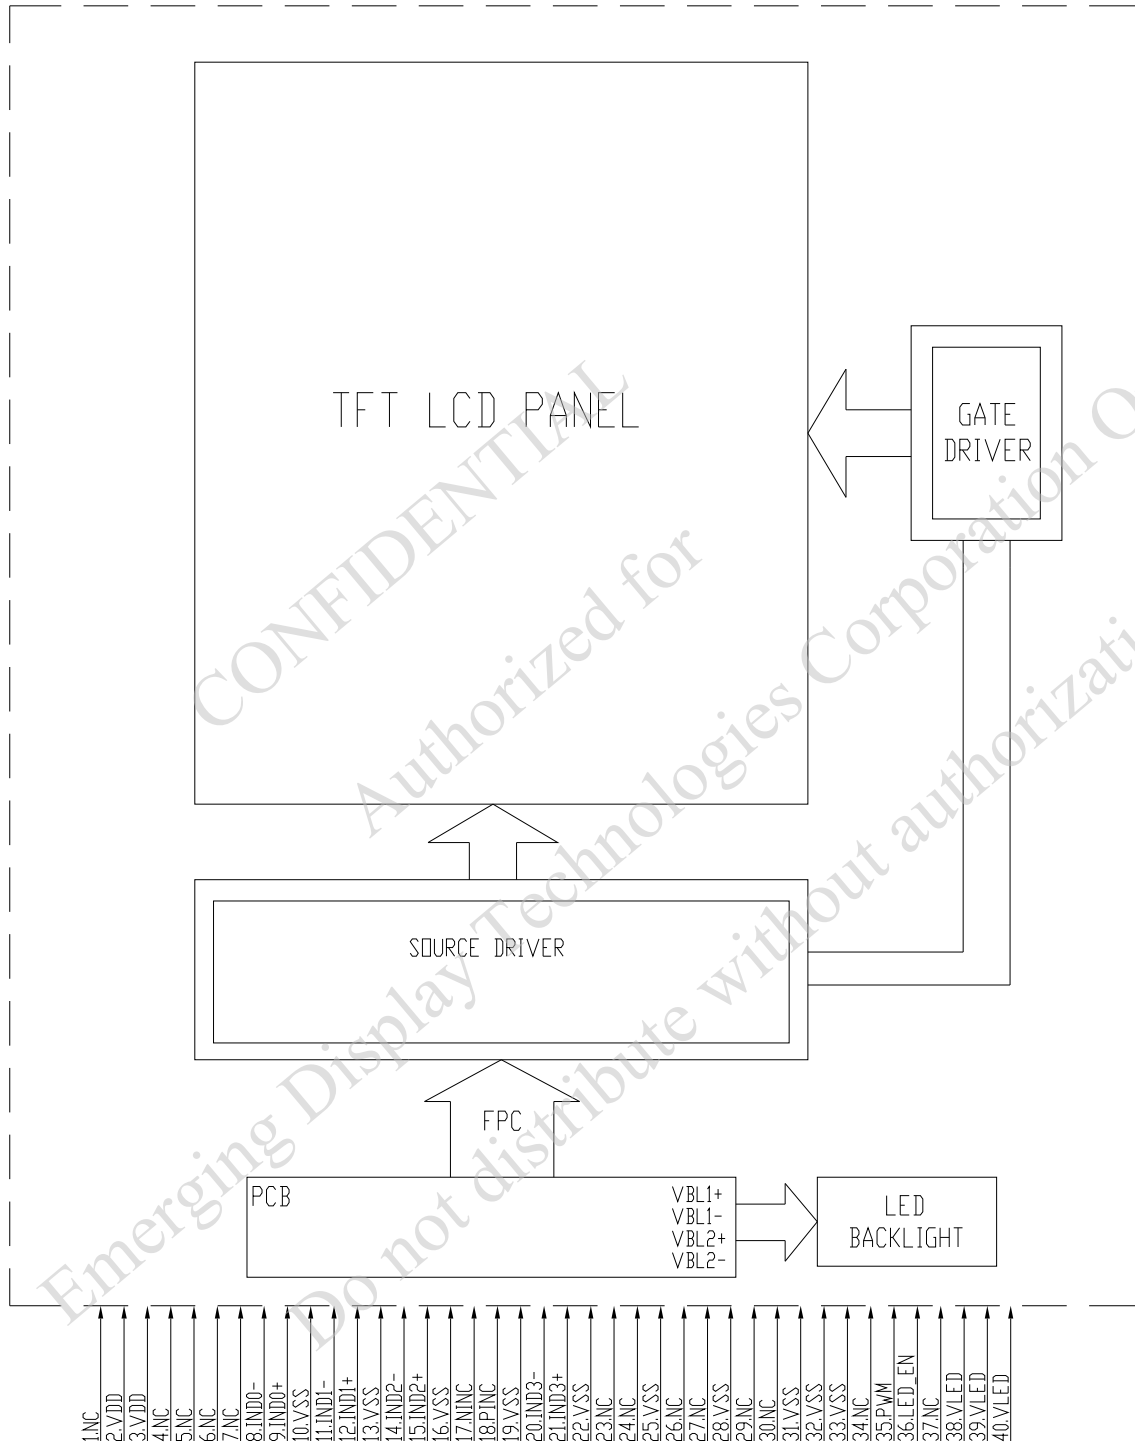 TFT LCD PANEL
GATE
DRIVER
SOURCE DRIVER
FPC
PCB
VBL1+
VBL1-
VBL2+
VBL2-
LED
BACKLIGHT
CONFIDENTIAL
Authorized for
Emerging Display Technologies Corporation O
Do not distribute without authorizati
1.NC
2.VDD
3.VDD
4.NC
5.NC
6.NC
7.NC
8.IND0-
9.IND0+
10.VSS
11.IND1-
12.IND1+
13.VSS
14.IND2-
15.IND2+
16.VSS
17.NINC
18.PINC
19.VSS
20.IND3-
21.IND3+
22.VSS
23.NC
24.NC
25.VSS
26.NC
27.NC
28.VSS
29.NC
30.NC
31.VSS
32.VSS
33.VSS
34.NC
35.PWM
36.LED_EN
37.NC
38.VLED
39.VLED
40.VLED